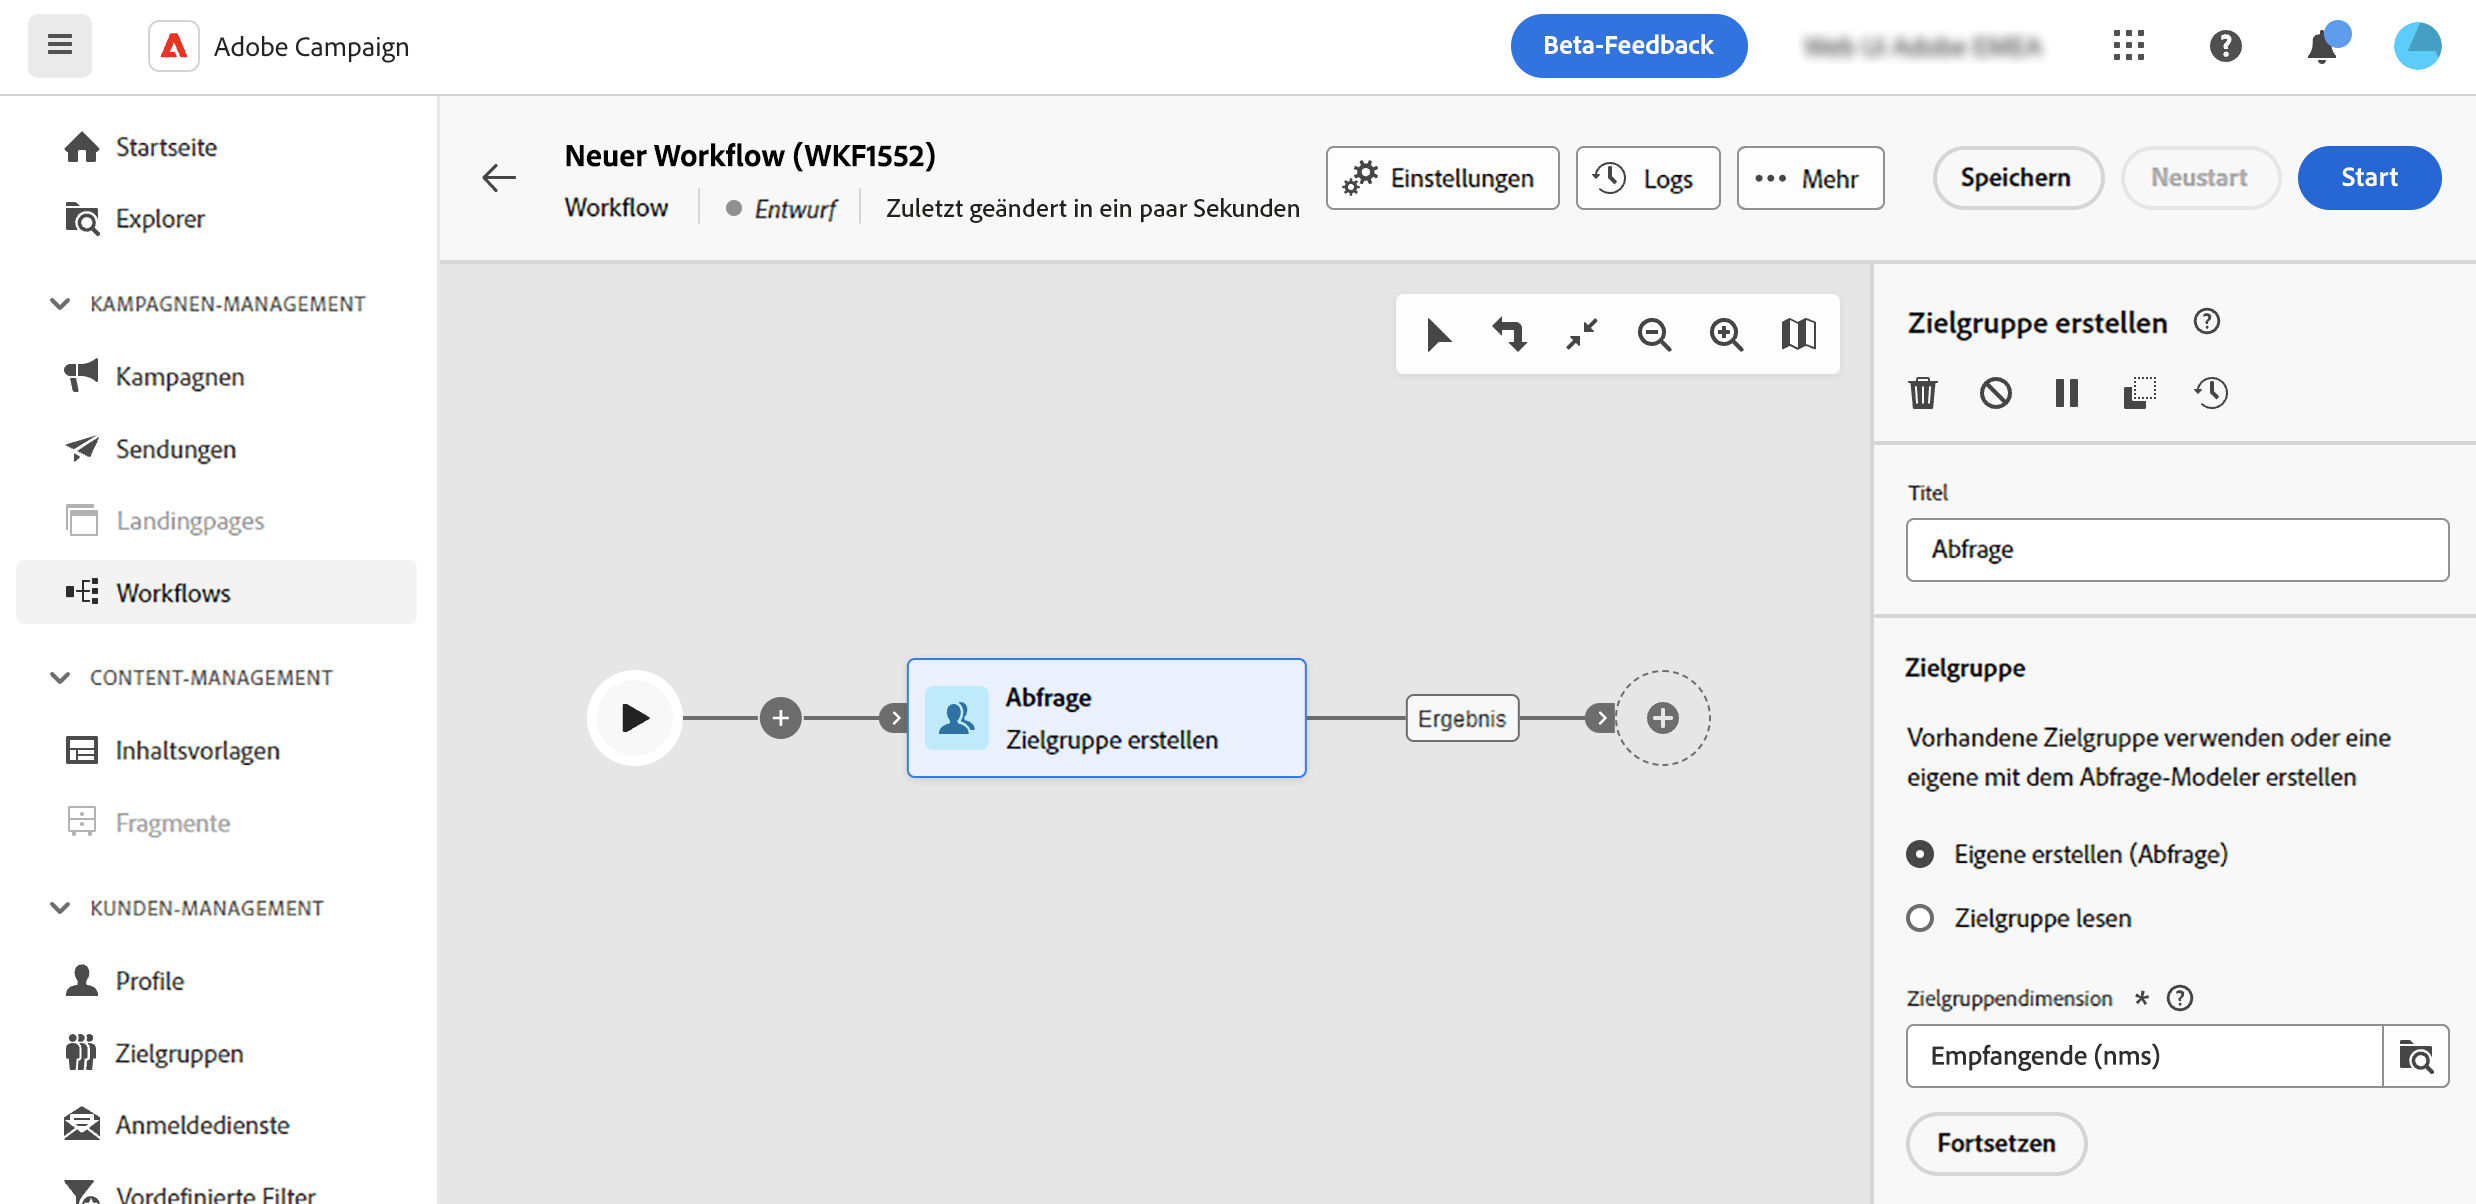 Adobe Campaign
Beta-Feedback
Startseite
Explorer
KAMPAGNEN-MANAGEMENT
Kampagnen
Sendungen
Landingpages
Workflows
CONTENT-MANAGEMENT
Inhaltsvorlagen
Fragmente
KUNDEN-MANAGEMENT
Profile
Zielgruppen
Anmeldedienste
Vordefinierte Filter
Neuer Workflow (WKF1552)
Workflow
Entwurf
Zuletzt geändert in ein paar Sekunden
Einstellungen
Logs
Mehr
Speichern
Neustart
Start
Abfrage
Zielgruppe erstellen
Ergebnis
Zielgruppe erstellen
Titel
Abfrage
Zielgruppe
Vorhandene Zielgruppe verwenden oder eine
eigene mit dem Abfrage-Modeler erstellen
Eigene erstellen (Abfrage)
Zielgruppe lesen
Zielgruppendimension *
Empfangende (nms)
Fortsetzen